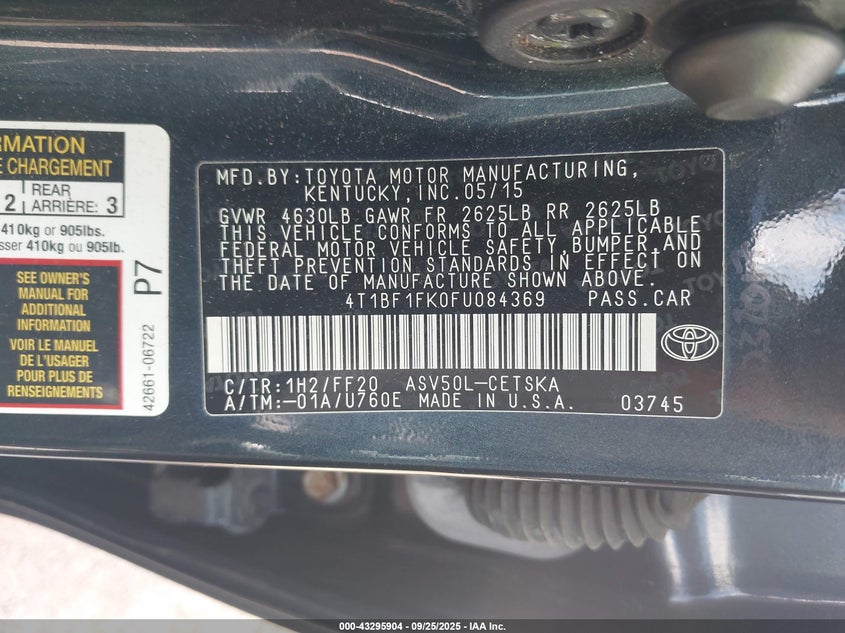 RMATION
E CHARGEMENT
2 REAR ARRIÈRE: 3
410kg or 905lbs.
sser 410kg ou 905lb.
SEE OWNER'S
MANUAL FOR
ADDITIONAL
INFORMATION
VOIR LE MANUEL
DE L'USAGER
POUR PLUS DE
RENSEIGNEMENTS
P7
42661-06722
MFD.BY:TOYOTA MOTOR MANUFACTURING,
KENTUCKY,INC.05/15
GVWR 4630LB GAWR FR 2625LB RR 2625LB
THIS VEHICLE CONFORMS TO ALL APPLICABLE
FEDERAL MOTOR VEHICLE SAFETY,BUMPER,AND
THEFT PREVENTION STANDARDS IN EFFECT ON
THE DATE OF MANUFACTURE SHOWN ABOVE.
4T1BF1FK0FU084369 PASS.CAR
C/TR:1H2/FF20 ASV50L-CETSKA
A/TM:-01A/U760E MADE IN U.S.A. 03745
000-43295904 - 09/25/2025 - IAA Inc.